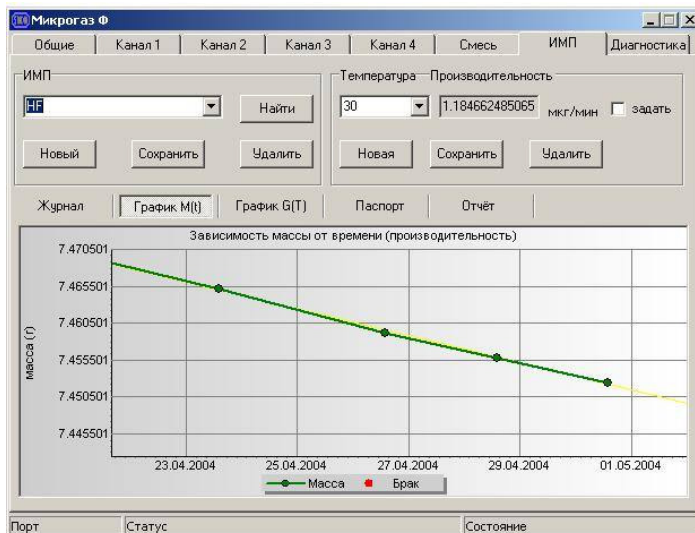 Микрогаз Ф
Общие Канал 1 Канал 2 Канал 3 Канал 4 Смесь ИМП Диагностика
ИМП
HF
Найти
Новый Сохранить Удалить
Температура Производительность
30 1.184662485065 мкг/мин задать
Новая Сохранить Удалить
Журнал График M(t) График G(T) Паспорт Отчёт
Зависимость массы от времени (производительность)
7.470501
7.465501
7.460501
7.455501
7.450501
7.445501
масса (г)
23.04.2004 25.04.2004 27.04.2004 29.04.2004 01.05.2004
Масса Брак
Порт Статус Состояние